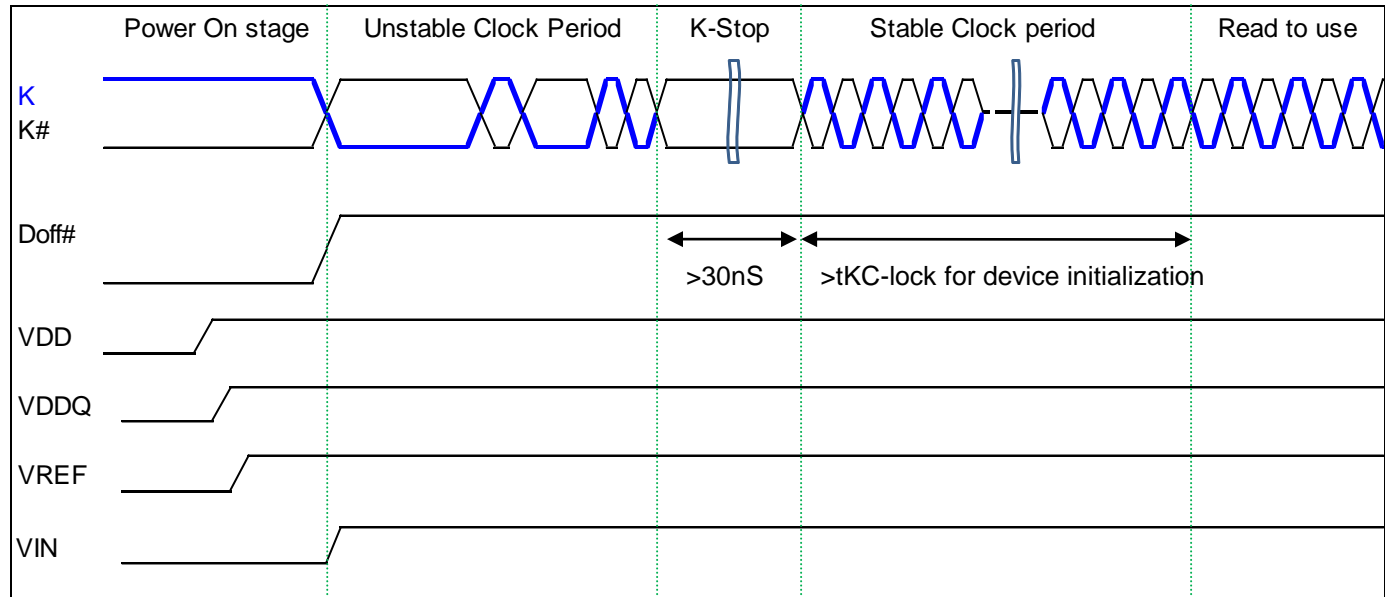 Power On stage Unstable Clock Period K-Stop Stable Clock period Read to use
K
K#
Doff#
>30nS >tKC-lock for device initialization
VDD
VDDQ
VREF
VIN